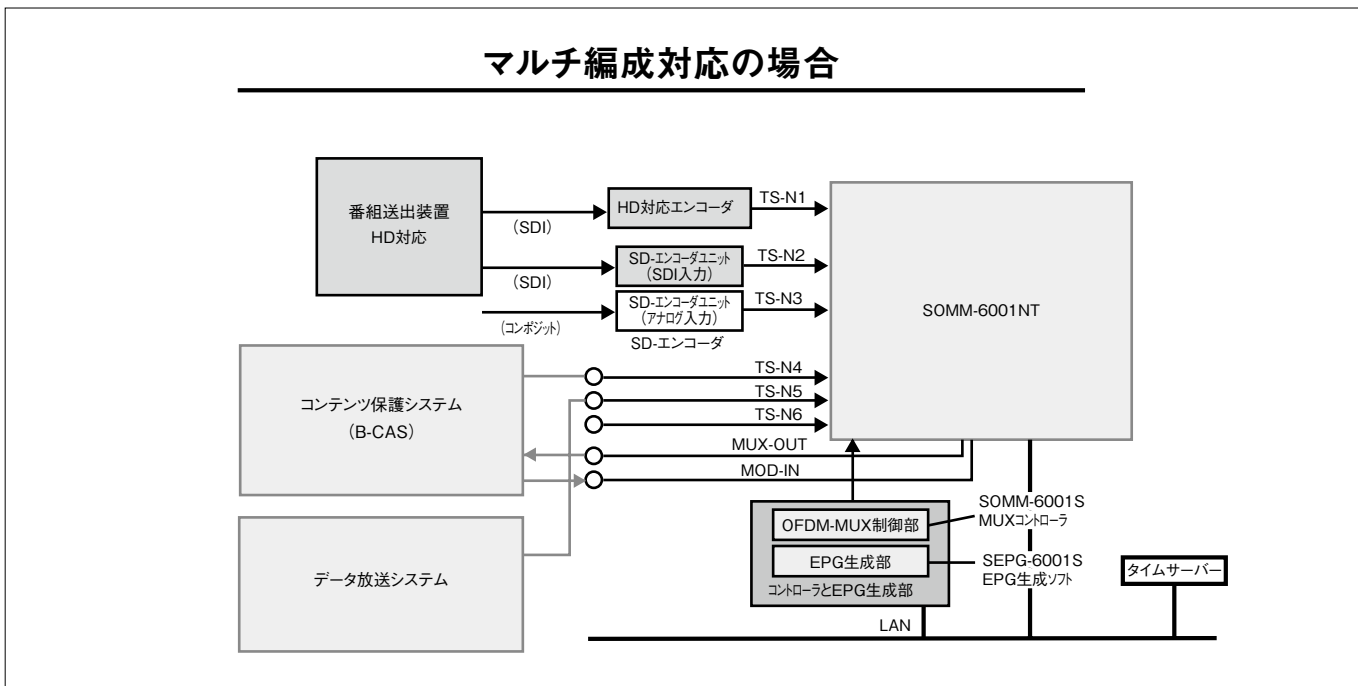 マルチ編成対応の場合
番組送出装置
HD対応
(SDI)
HD対応エンコーダ
TS-N1
(SDI)
SD-エンコーダユニット
(SDI入力)
TS-N2
(コンポジット)
SD-エンコーダユニット
(アナログ入力)
TS-N3
SD-エンコーダ
SOMM-6001NT
コンテンツ保護システム
(B-CAS)
TS-N4
TS-N5
TS-N6
MUX-OUT
MOD-IN
データ放送システム
OFDM-MUX制御部
EPG生成部
コントローラとEPG生成部
SOMM-6001S
MUXコントローラ
SEPG-6001S
EPG生成ソフト
タイムサーバー
LAN